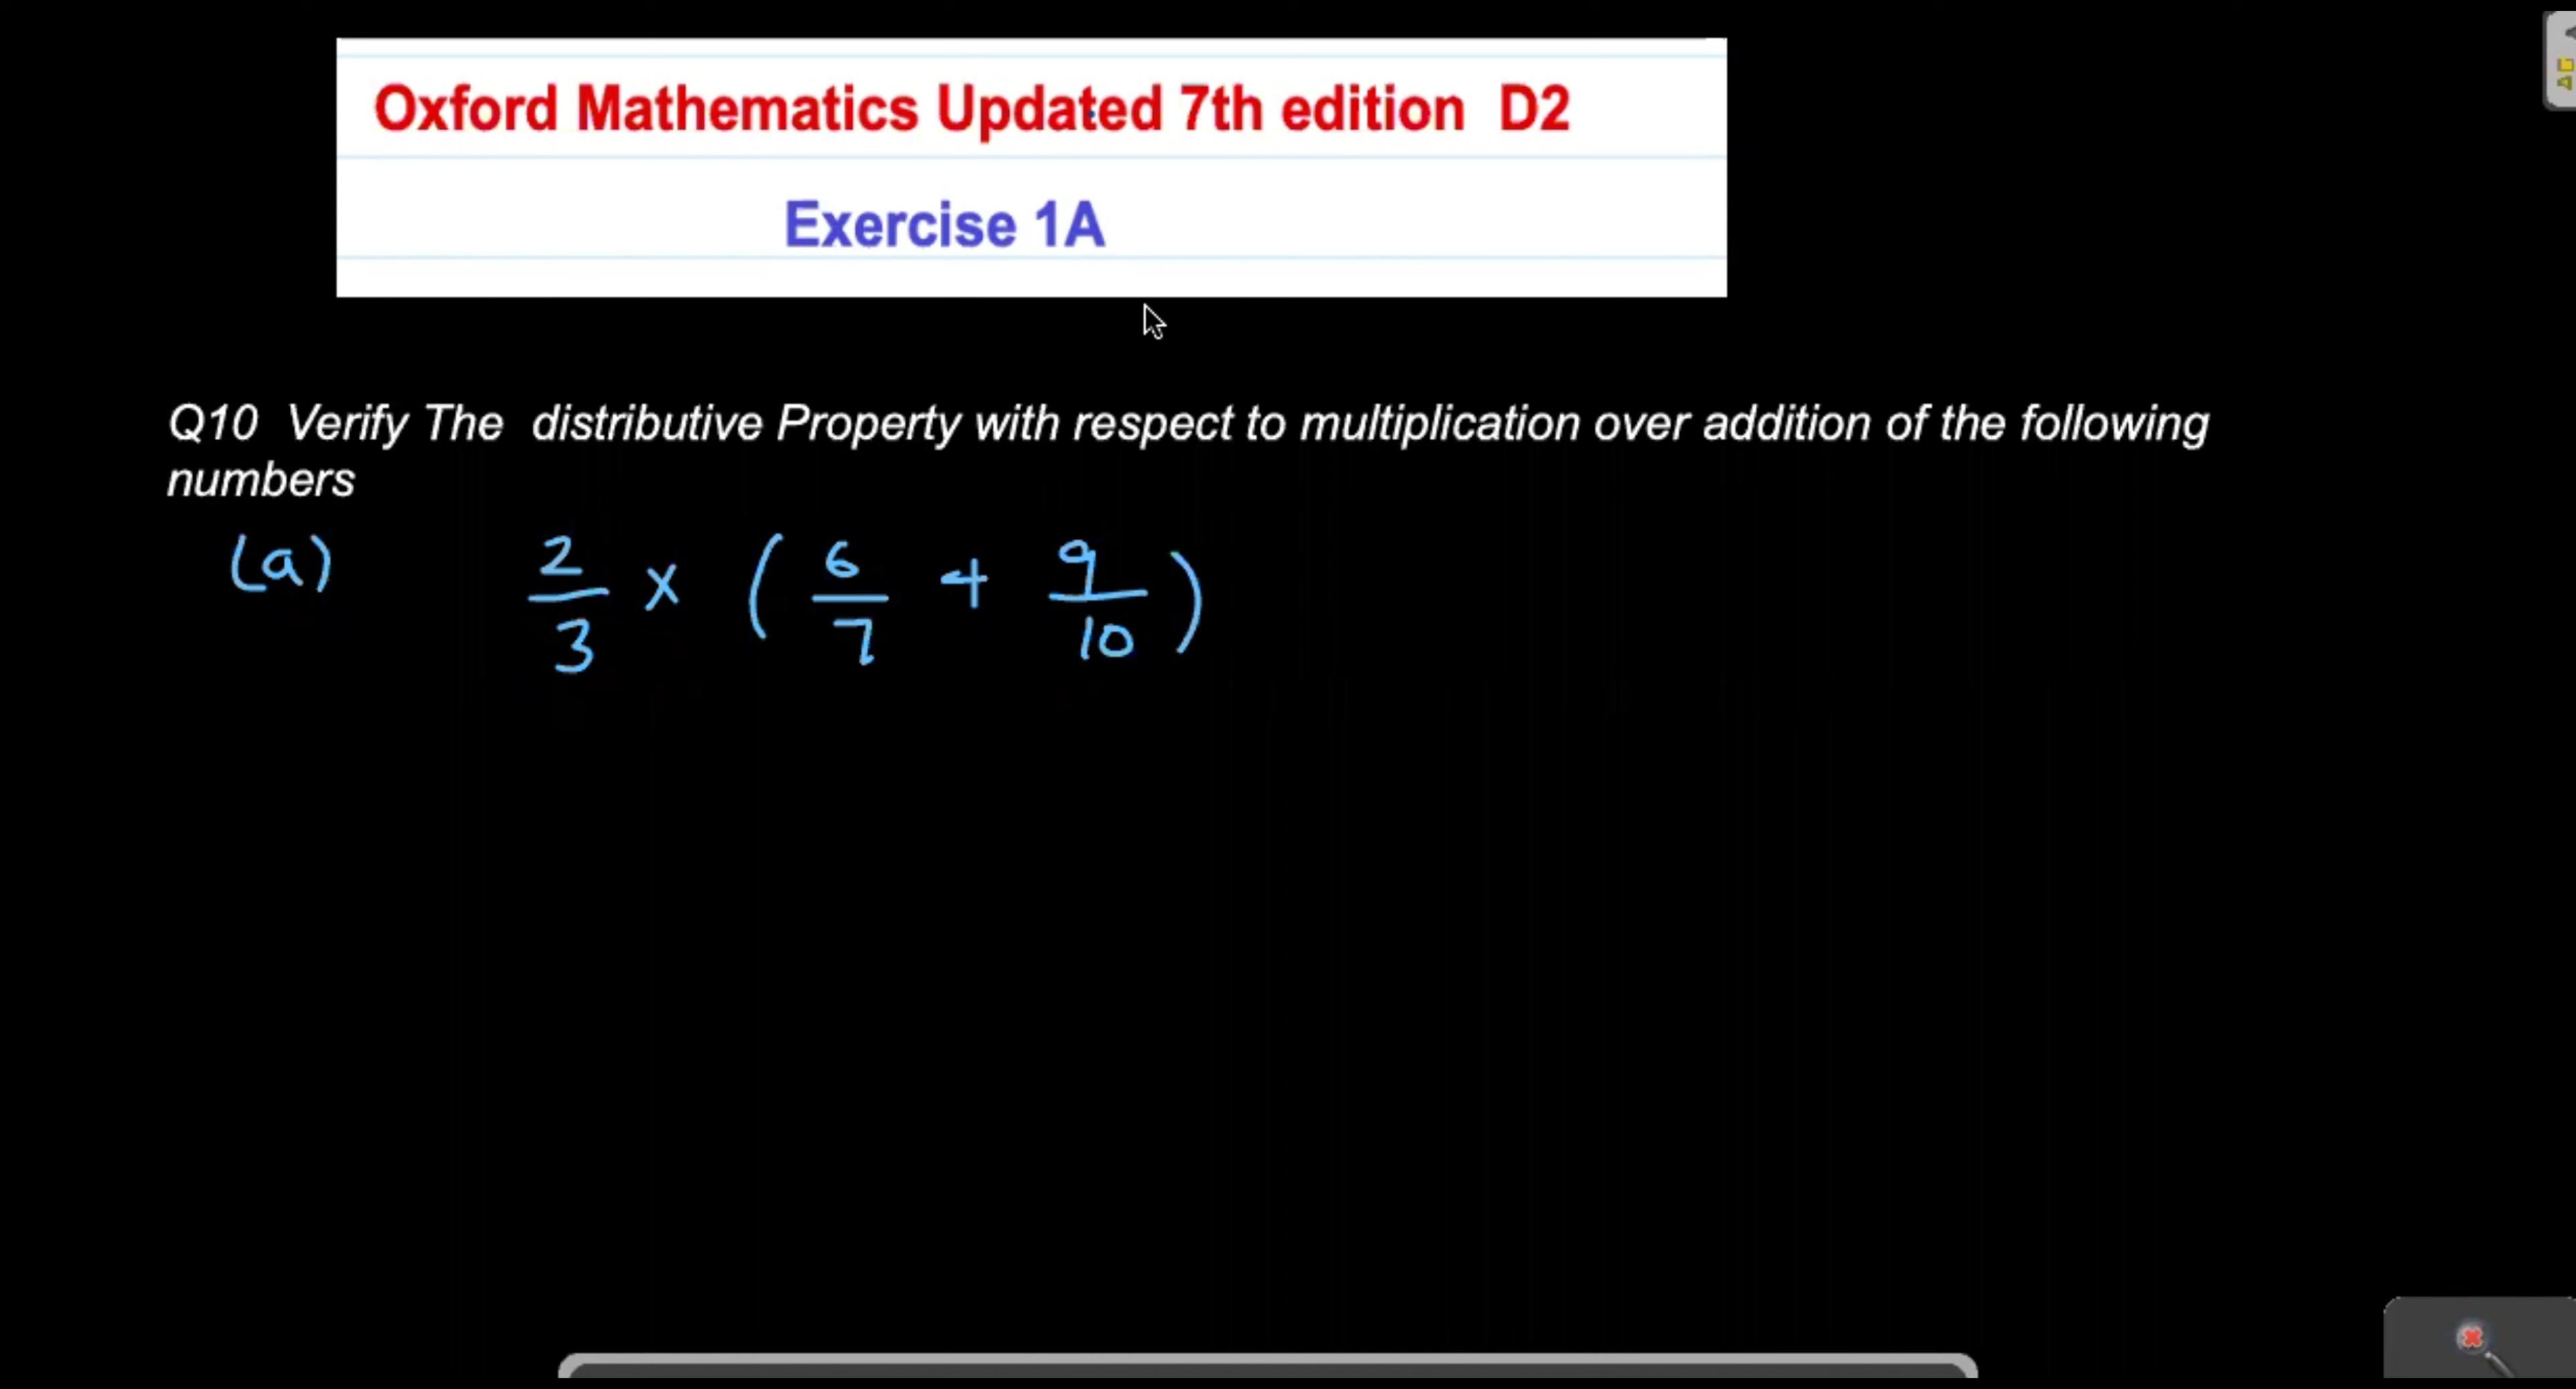 Oxford Mathematics Updated 7th edition D2
Exercise 1A
Q10 Verify The distributive Property with respect to multiplication over addition of the following
numbers
(a) 2/3 × (6/7 + 9/10)